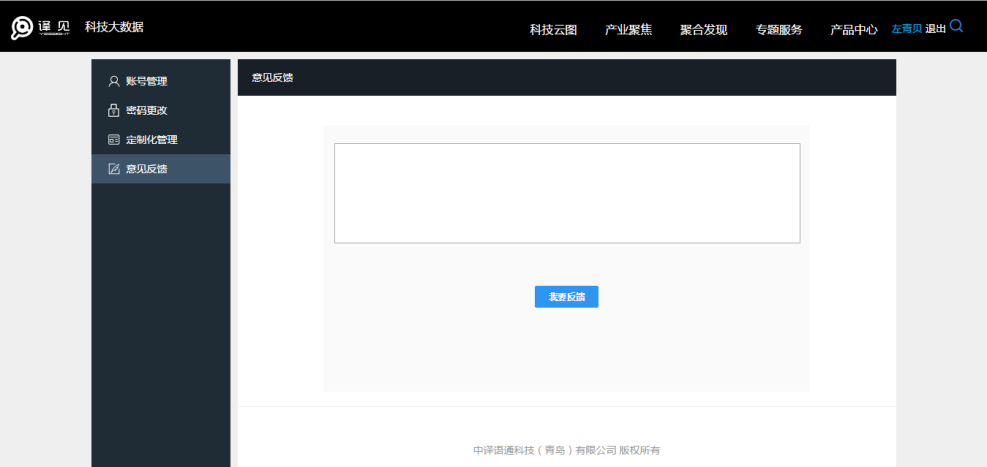 译见 科技大数据 科技云图 产业聚焦 聚合发现 专题服务 产品中心 左青贝 退出
账号管理
密码更改
定制化管理
意见反馈
意见反馈
我要反馈
中译语通科技（青岛）有限公司 版权所有